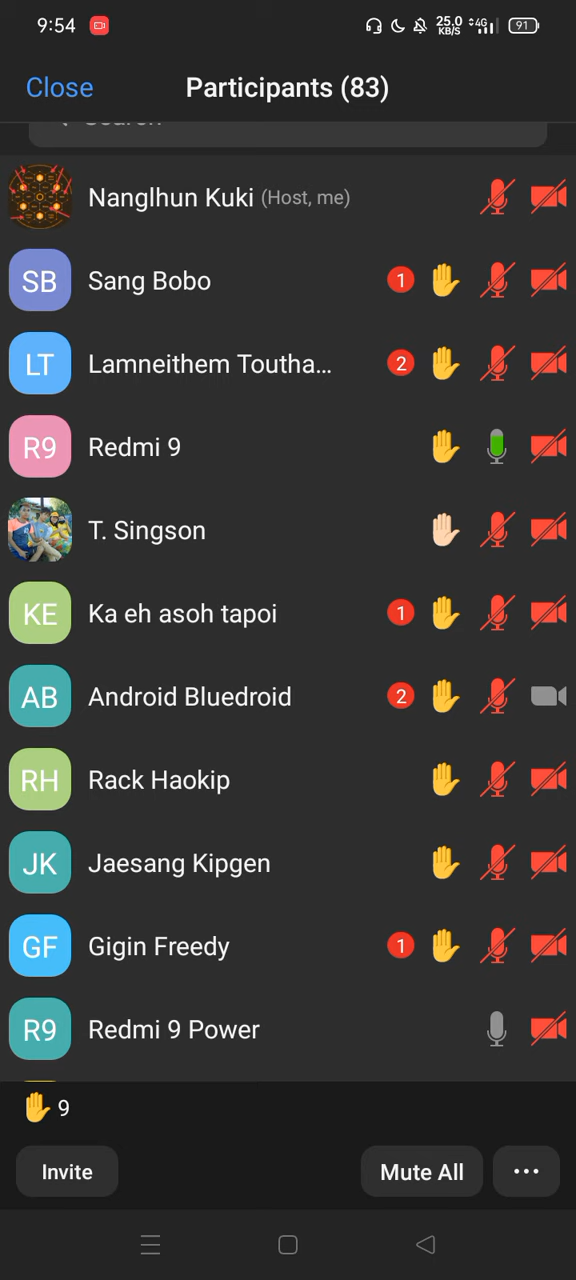 9:54 25.0 KB/S 4G 91
Close Participants (83)
Search
Nanglhun Kuki (Host, me)
SB Sang Bobo 1
LT Lamneithem Toutha... 2
R9 Redmi 9
T. Singson
KE Ka eh asoh tapoi 1
AB Android Bluedroid 2
RH Rack Haokip
JK Jaesang Kipgen
GF Gigin Freedy 1
R9 Redmi 9 Power
9
Invite Mute All